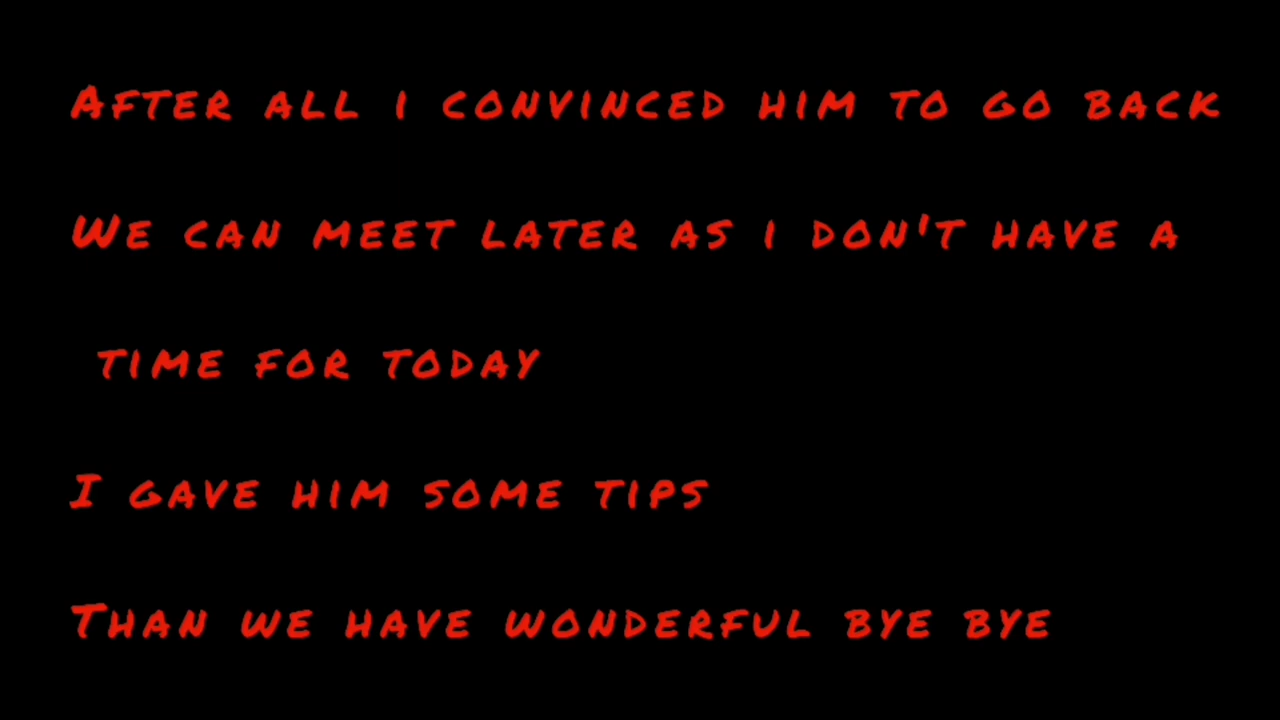 After all i convinced him to go back
We can meet later as i don't have a
time for today
I gave him some tips
Than we have wonderful bye bye